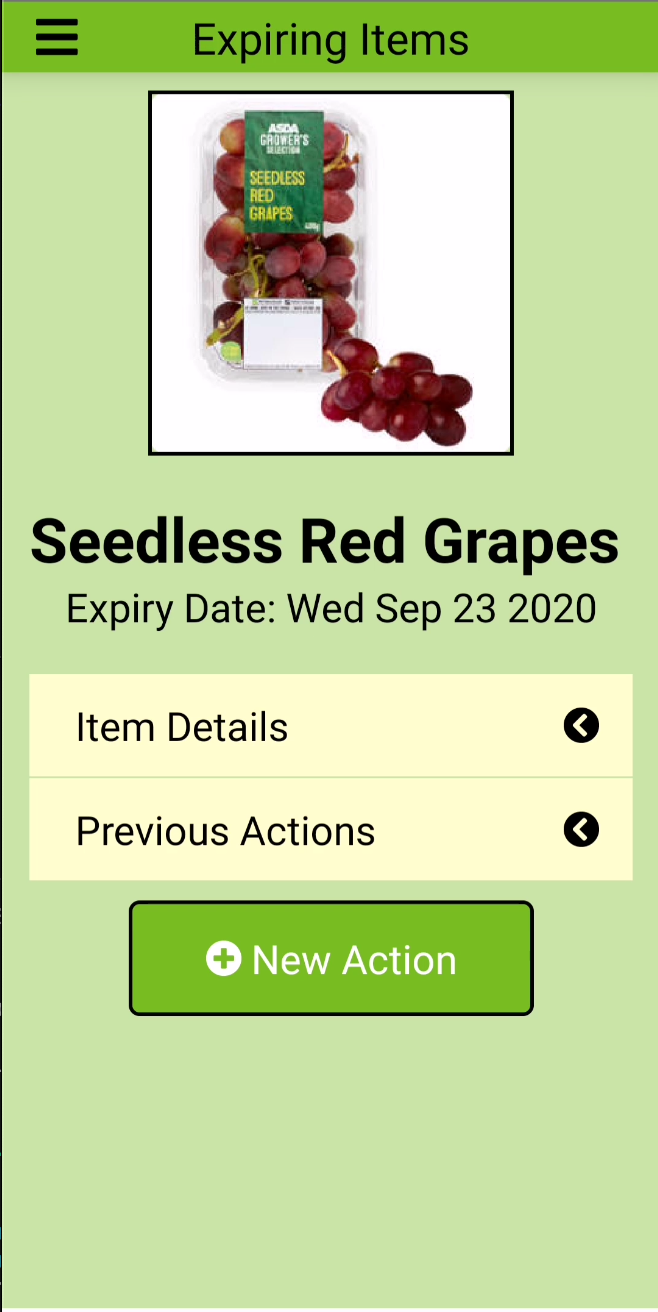 Expiring Items
ASDA
GROWER'S
SELECTION
SEEDLESS
RED
GRAPES
Seedless Red Grapes
Expiry Date: Wed Sep 23 2020
Item Details
Previous Actions
New Action